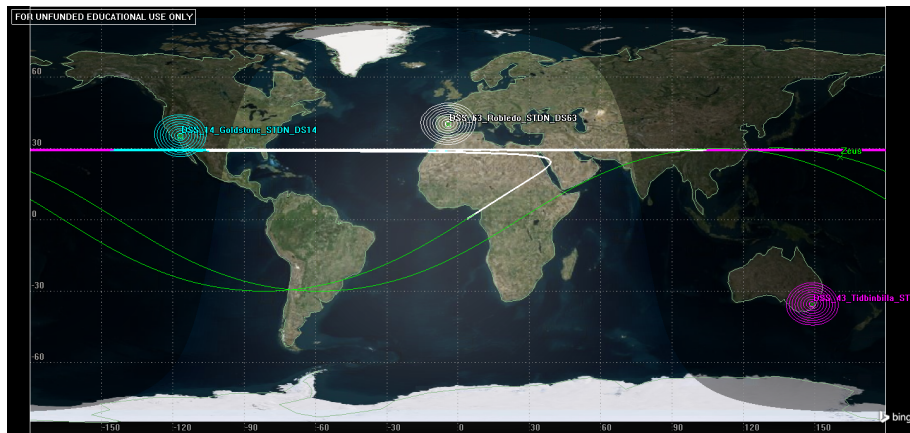 FOR UNFUNDED EDUCATIONAL USE ONLY
60
DSS_63_Robledo_STDN_DS63
DSS_14_Goldstone_STDN_DS14
30
Zeus
0
-30
DSS_43_Tidbinbilla_ST
-60
bing
-150 -120 -90 -60 -30 0 30 60 90 120 150